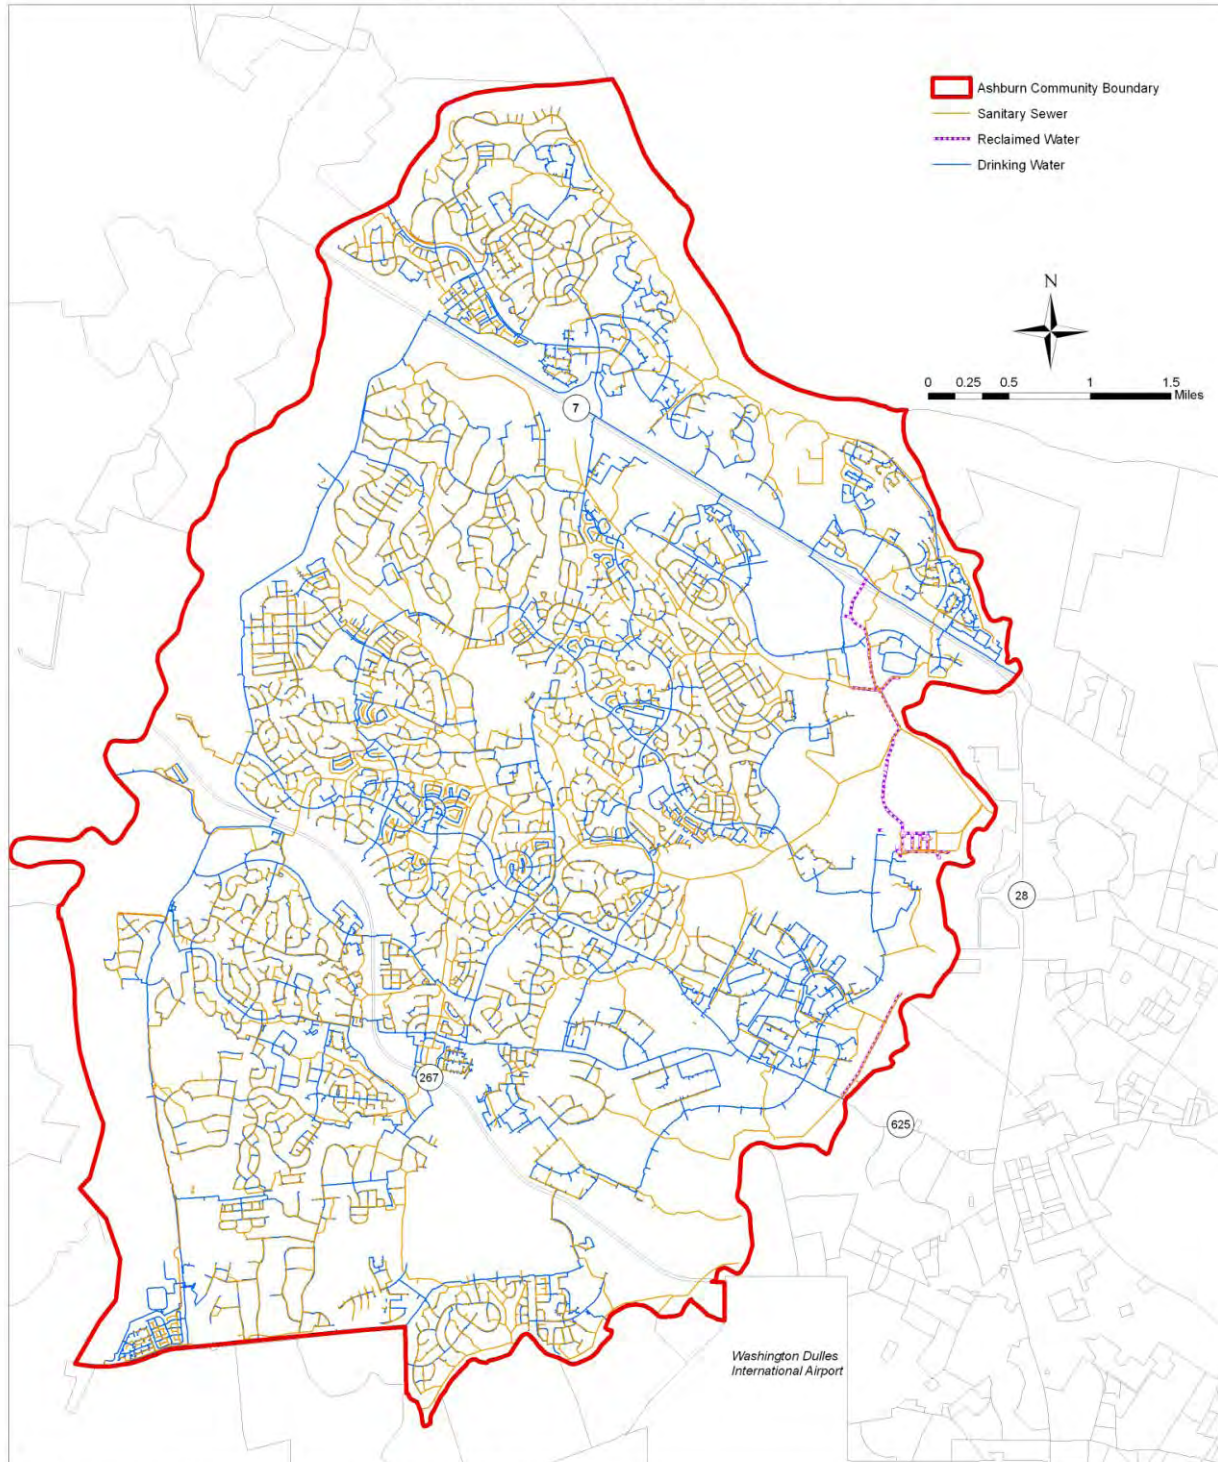 Ashburn Community Boundary
Sanitary Sewer
Reclaimed Water
Drinking Water
N
0 0.25 0.5 1 1.5
Miles
7
28
267
625
Washington Dulles
International Airport